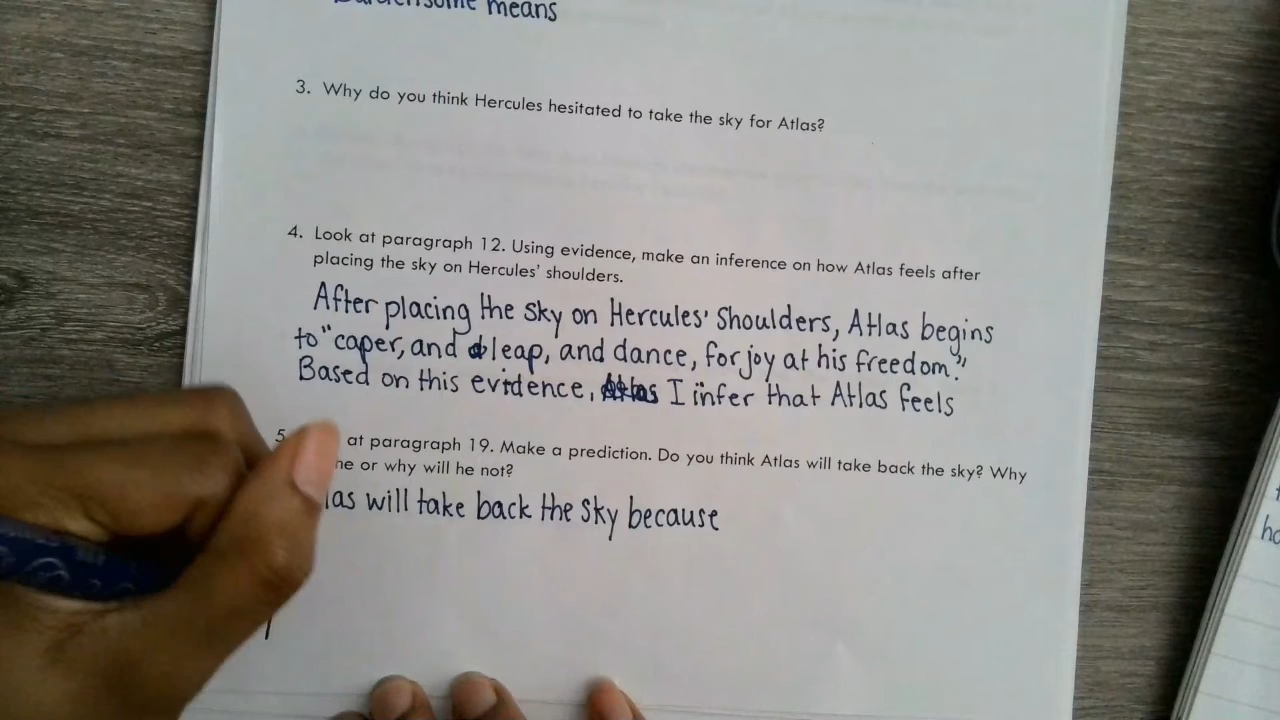 means
3. Why do you think Hercules hesitated to take the sky for Atlas?
4. Look at paragraph 12. Using evidence, make an inference on how Atlas feels after
placing the sky on Hercules' shoulders.
After placing the sky on Hercules' Shoulders, Atlas begins
to "caper, and leap, and dance, for joy at his freedom."
Based on this evidence, Atlas I infer that Atlas feels
5. at paragraph 19. Make a prediction. Do you think Atlas will take back the sky? Why
or why will he not?
will take back the sky because